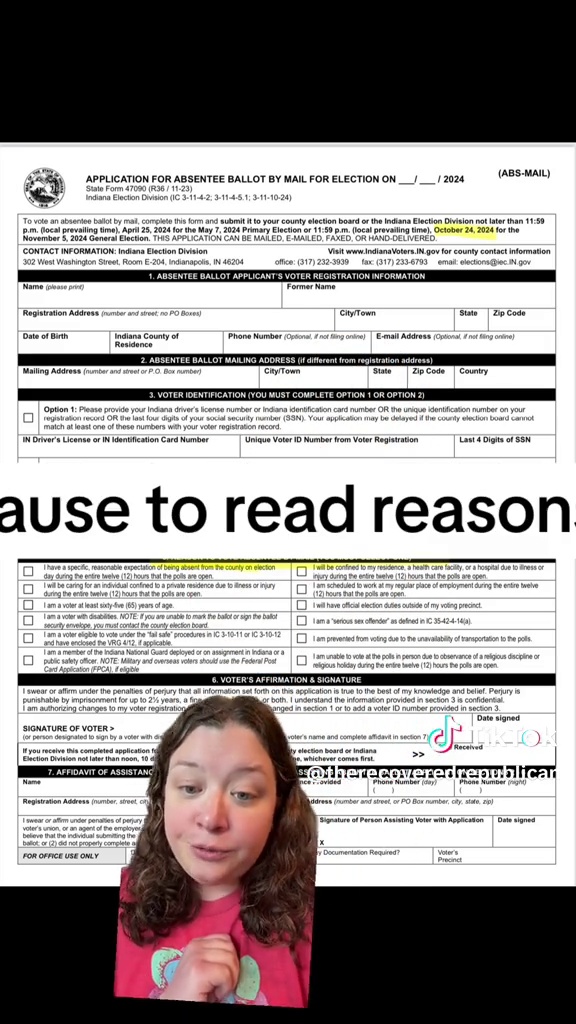 APPLICATION FOR ABSENTEE BALLOT BY MAIL FOR ELECTION ON ___/ ___ / 2024
(ABS-MAIL)
State Form 47090 (R36 / 11-23)
Indiana Election Division (IC 3-11-4-2; 3-11-4-5.1; 3-11-10-24)
To vote an absentee ballot by mail, complete this form and submit it to your county election board or the Indiana Election Division not later than 11:59
p.m. (local prevailing time), April 25, 2024 for the May 7, 2024 Primary Election or 11:59 p.m. (local prevailing time), October 24, 2024 for the
November 5, 2024 General Election. THIS APPLICATION CAN BE MAILED, E-MAILED, FAXED, OR HAND-DELIVERED.
CONTACT INFORMATION: Indiana Election Division Visit www.IndianaVoters.IN.gov for county contact information
302 West Washington Street, Room E-204, Indianapolis, IN 46204 office: (317) 232-3939 fax: (317) 233-6793 email: elections@iec.IN.gov
1. ABSENTEE BALLOT APPLICANT'S VOTER REGISTRATION INFORMATION
Name (please print) Former Name
Registration Address (number and street; no PO Boxes) City/Town State Zip Code
Date of Birth Indiana County of Phone Number (Optional, if not filing online) E-mail Address (Optional, if not filing online)
Residence
2. ABSENTEE BALLOT MAILING ADDRESS (if different from registration address)
Mailing Address (number and street or P.O. Box number) City/Town State Zip Code Country
3. VOTER IDENTIFICATION (YOU MUST COMPLETE OPTION 1 OR OPTION 2)
Option 1: Please provide your Indiana driver's license number or Indiana identification card number OR the unique identification number on your
registration record OR the last four digits of your social security number (SSN). Your application may be delayed if the county election board cannot
match at least one of these numbers with your voter registration record.
IN Driver's License or IN Identification Card Number Unique Voter ID Number from Voter Registration Last 4 Digits of SSN
ause to read reason
I have a specific, reasonable expectation of being absent from the county on election
day during the entire twelve (12) hours that the polls are open.
I will be confined to my residence, a health care facility, or a hospital due to illness or
injury during the entire twelve (12) hours that the polls are open.
I will be caring for an individual confined to a private residence due to illness or injury
during the entire twelve (12) hours that the polls are open.
I am scheduled to work at my regular place of employment during the entire twelve
(12) hours that the polls are open.
I am a voter at least sixty-five (65) years of age.
I will have official election duties outside of my voting precinct.
I am a voter with disabilities. NOTE: If you are unable to mark the ballot or sign the ballot
security envelope, you must contact the county election board.
I am a "serious sex offender" as defined in IC 35-42-4-14(a).
I am a voter eligible to vote under the "fail safe" procedures in IC 3-10-11 or IC 3-10-12
and have enclosed the VRG 4/12, if applicable.
I am prevented from voting due to the unavailability of transportation to the polls.
I am a member of the Indiana National Guard deployed or on assignment in Indiana or a
public safety officer. NOTE: Military and overseas voters should use the Federal Post
Card Application (FPCA), if eligible
I am unable to vote at the polls in person due to observance of a religious discipline or
religious holiday during the entire twelve (12) hours the polls are open.
6. VOTER'S AFFIRMATION & SIGNATURE
I swear or affirm under the penalties of perjury that all information set forth on this application is true to the best of my knowledge and belief. Perjury is
punishable by imprisonment for up to 2½ years, a fine or both. I understand the information provided in section 3 is confidential.
I am authorizing changes to my voter registration anged in section 1 or to add a voter ID number provided in section 3.
Date signed
SIGNATURE OF VOTER >
(or person designated to sign by a voter with voter's name and complete affidavit in section 7
If you receive this completed application election board or Indiana
Election Division not later than noon, 10 whichever comes first.
>> Received
TikTok
@therecoveredrepublican
7. AFFIDAVIT OF ASSISTANC
Name Provided Phone Number (day) Phone Number (night)
( ) ( )
Registration Address (number, street, number and street, or PO Box number, city, state, zip)
I swear or affirm under penalties of perjury
voter's union, or an agent of the employer
believe that the individual submitting the
ballot; or (2) did not properly complete
Signature of Person Assisting Voter with Application Date signed
X
FOR OFFICE USE ONLY Documentation Required? Voter's
Precinct